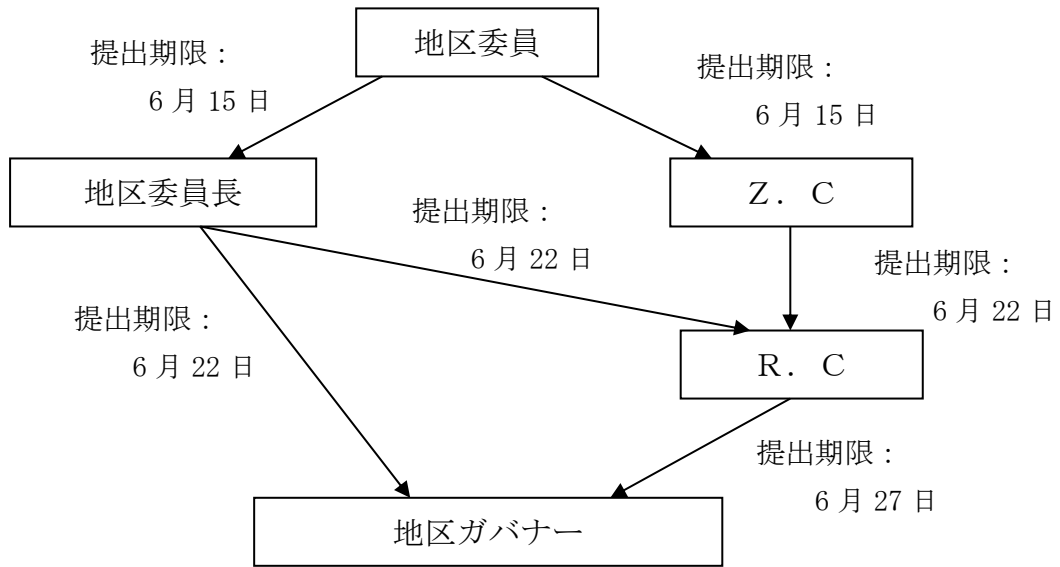 地区委員
提出期限：
6月15日
提出期限：
6月15日
地区委員長
Ｚ．Ｃ
提出期限：
6月22日
提出期限：
6月22日
提出期限：
6月22日
Ｒ．Ｃ
提出期限：
6月27日
地区ガバナー